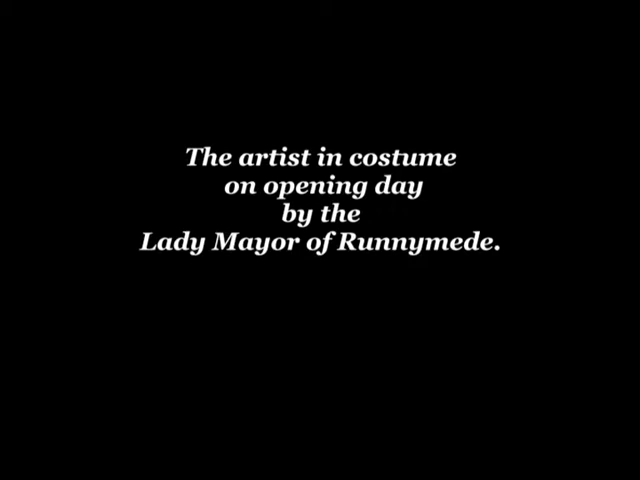 The artist in costume
on opening day
by the
Lady Mayor of Runnymede.